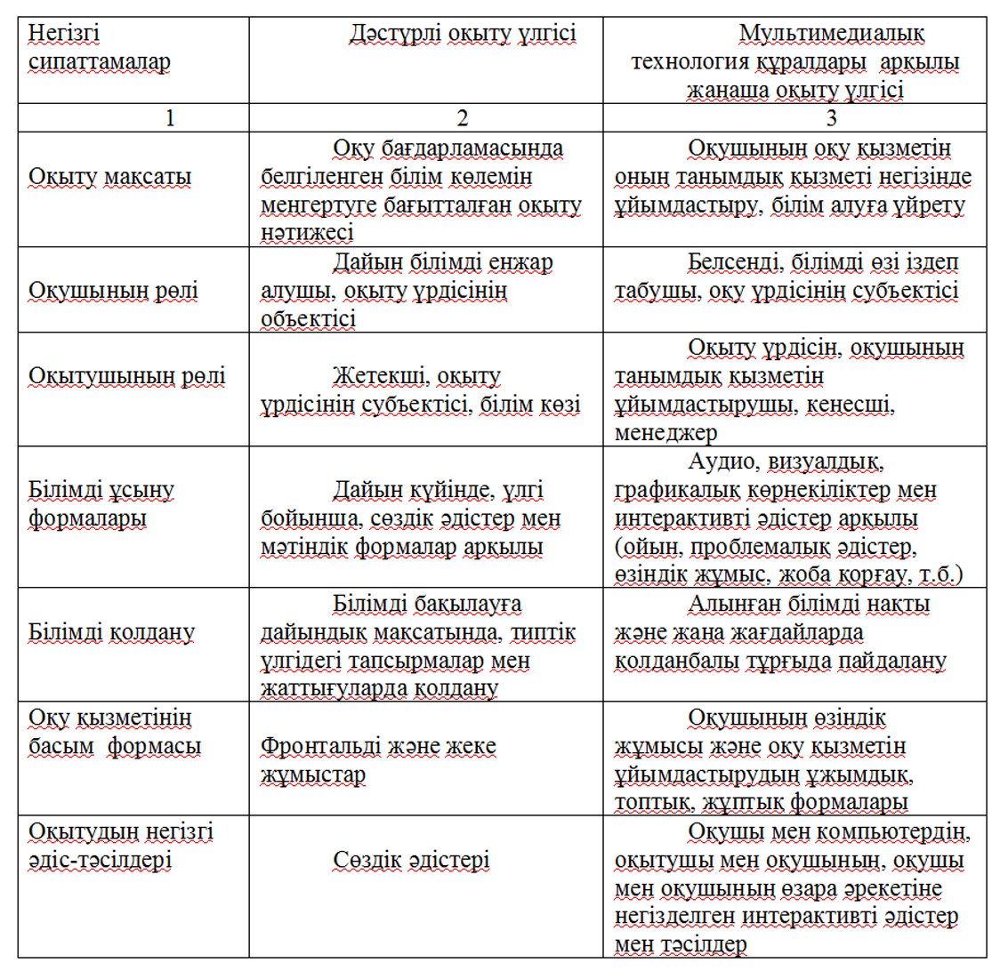 Негізгі
сипаттамалар
Дәстүрлі оқыту үлгісі
Мультимедиалық
технология құралдары арқылы
жаңаша оқыту үлгісі
1
2
3
Оқыту мақсаты
Оқу бағдарламасында
белгіленген білім көлемін
меңгертуге бағытталған оқыту
нәтижесі
Оқушының оқу қызметін
оның танымдық қызметі негізінде
ұйымдастыру, білім алуға үйрету
Оқушының рөлі
Дайын білімді енжар
алушы, оқыту үрдісінің
объектісі
Белсенді, білімді өзі іздеп
табушы, оқу үрдісінің субъектісі
Оқытушының рөлі
Жетекші, оқыту
үрдісінің субъектісі, білім көзі
Оқыту үрдісін, оқушының
танымдық қызметін
ұйымдастырушы, кеңесші,
менеджер
Білімді ұсыну
формалары
Дайын күйінде, үлгі
бойынша, сөздік әдістер мен
мәтіндік формалар арқылы
Аудио, визуалдық,
графикалық көрнекіліктер мен
интерактивті әдістер арқылы
(ойын, проблемалық әдістер,
өзіндік жұмыс, жоба қорғау, т.б.)
Білімді қолдану
Білімді бақылауға
дайындық мақсатында, типтік
үлгідегі тапсырмалар мен
жаттығуларда қолдану
Алынған білімді нақты
және жаңа жағдайларда
қолданбалы тұрғыда пайдалану
Оқу қызметінің
басым формасы
Фронтальді және жеке
жұмыстар
Оқушының өзіндік
жұмысы және оқу қызметін
ұйымдастырудың ұжымдық,
топтық, жұптық формалары
Оқытудың негізгі
әдіс-тәсілдері
Сөздік әдістері
Оқушы мен компьютердің,
оқытушы мен оқушының, оқушы
мен оқушының өзара әрекетіне
негізделген интерактивті әдістер
мен тәсілдер